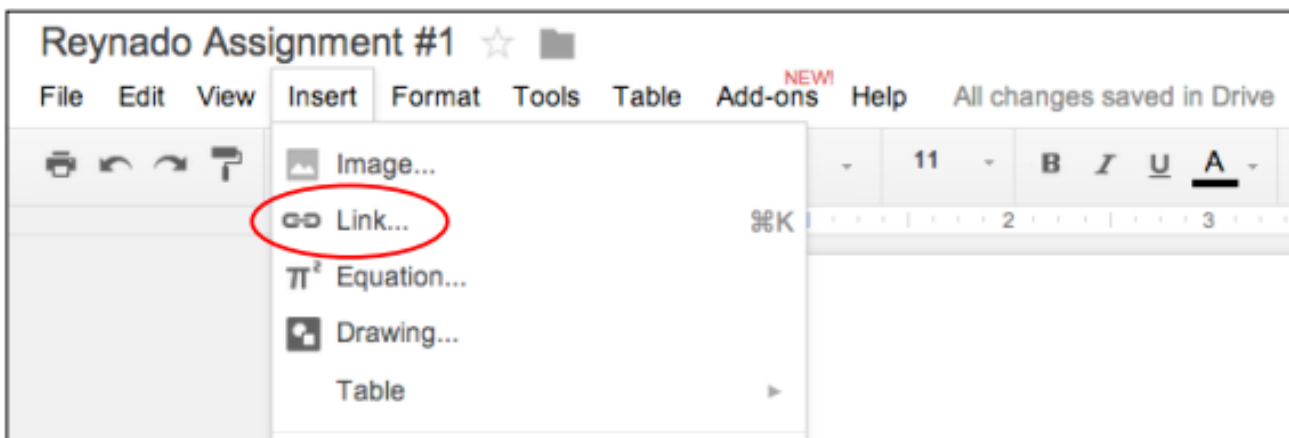 Reynado Assignment #1
NEW!
File Edit View Insert Format Tools Table Add-ons Help All changes saved in Drive
Image... 11 B I U A
Link... ⌘K 2 3
π² Equation...
Drawing...
Table